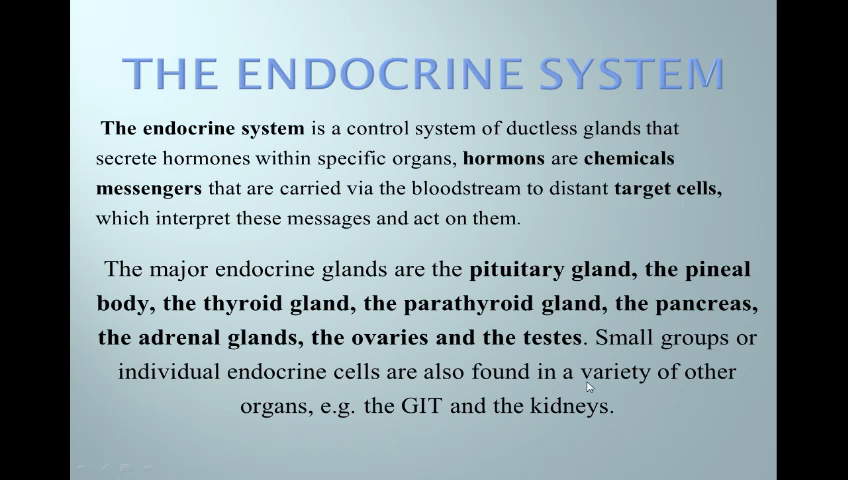 THE ENDOCRINE SYSTEM
The endocrine system is a control system of ductless glands that
secrete hormones within specific organs, hormons are chemicals
messengers that are carried via the bloodstream to distant target cells,
which interpret these messages and act on them.
The major endocrine glands are the pituitary gland, the pineal
body, the thyroid gland, the parathyroid gland, the pancreas,
the adrenal glands, the ovaries and the testes. Small groups or
individual endocrine cells are also found in a variety of other
organs, e.g. the GIT and the kidneys.